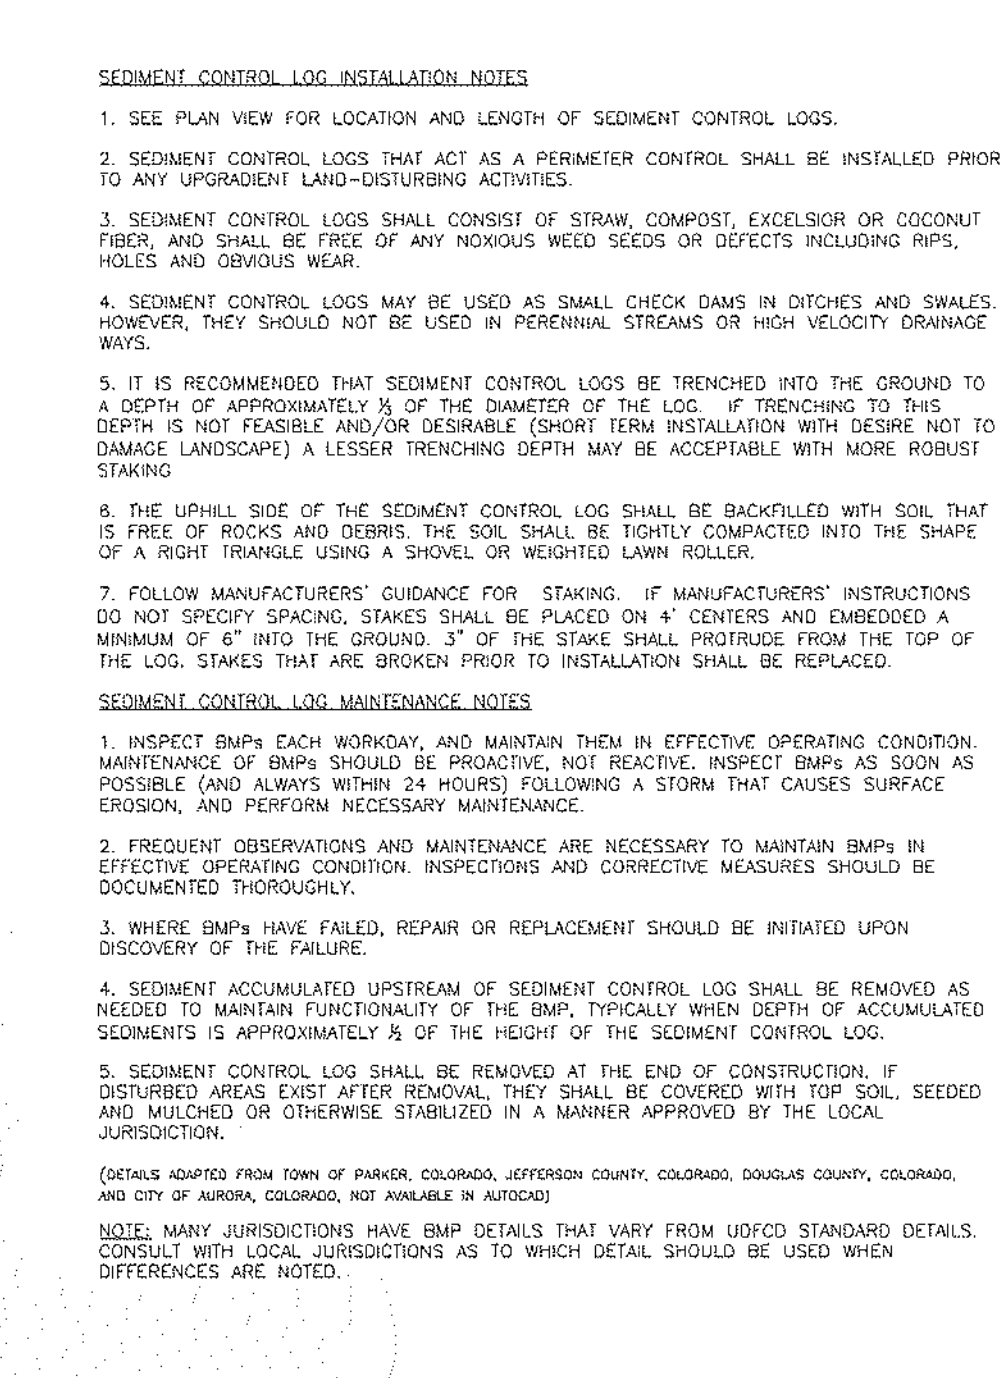 SEDIMENT CONTROL LOG INSTALLATION NOTES
1. SEE PLAN VIEW FOR LOCATION AND LENGTH OF SEDIMENT CONTROL LOGS.
2. SEDIMENT CONTROL LOGS THAT ACT AS A PERIMETER CONTROL SHALL BE INSTALLED PRIOR
TO ANY UPGRADIENT LAND-DISTURBING ACTIVITIES.
3. SEDIMENT CONTROL LOGS SHALL CONSIST OF STRAW, COMPOST, EXCELSIOR OR COCONUT
FIBER, AND SHALL BE FREE OF ANY NOXIOUS WEED SEEDS OR DEFECTS INCLUDING RIPS,
HOLES AND OBVIOUS WEAR.
4. SEDIMENT CONTROL LOGS MAY BE USED AS SMALL CHECK DAMS IN DITCHES AND SWALES.
HOWEVER, THEY SHOULD NOT BE USED IN PERENNIAL STREAMS OR HIGH VELOCITY DRAINAGE
WAYS.
5. IT IS RECOMMENDED THAT SEDIMENT CONTROL LOGS BE TRENCHED INTO THE GROUND TO
A DEPTH OF APPROXIMATELY ⅓ OF THE DIAMETER OF THE LOG. IF TRENCHING TO THIS
DEPTH IS NOT FEASIBLE AND/OR DESIRABLE (SHORT TERM INSTALLATION WITH DESIRE NOT TO
DAMAGE LANDSCAPE) A LESSER TRENCHING DEPTH MAY BE ACCEPTABLE WITH MORE ROBUST
STAKING
6. THE UPHILL SIDE OF THE SEDIMENT CONTROL LOG SHALL BE BACKFILLED WITH SOIL THAT
IS FREE OF ROCKS AND DEBRIS. THE SOIL SHALL BE TIGHTLY COMPACTED INTO THE SHAPE
OF A RIGHT TRIANGLE USING A SHOVEL OR WEIGHTED LAWN ROLLER.
7. FOLLOW MANUFACTURERS' GUIDANCE FOR STAKING. IF MANUFACTURERS' INSTRUCTIONS
DO NOT SPECIFY SPACING, STAKES SHALL BE PLACED ON 4' CENTERS AND EMBEDDED A
MINIMUM OF 6" INTO THE GROUND. 3" OF THE STAKE SHALL PROTRUDE FROM THE TOP OF
THE LOG. STAKES THAT ARE BROKEN PRIOR TO INSTALLATION SHALL BE REPLACED.
SEDIMENT CONTROL LOG MAINTENANCE NOTES
1. INSPECT BMPs EACH WORKDAY, AND MAINTAIN THEM IN EFFECTIVE OPERATING CONDITION.
MAINTENANCE OF BMPs SHOULD BE PROACTIVE, NOT REACTIVE. INSPECT BMPs AS SOON AS
POSSIBLE (AND ALWAYS WITHIN 24 HOURS) FOLLOWING A STORM THAT CAUSES SURFACE
EROSION, AND PERFORM NECESSARY MAINTENANCE.
2. FREQUENT OBSERVATIONS AND MAINTENANCE ARE NECESSARY TO MAINTAIN BMPs IN
EFFECTIVE OPERATING CONDITION. INSPECTIONS AND CORRECTIVE MEASURES SHOULD BE
DOCUMENTED THOROUGHLY.
3. WHERE BMPs HAVE FAILED, REPAIR OR REPLACEMENT SHOULD BE INITIATED UPON
DISCOVERY OF THE FAILURE.
4. SEDIMENT ACCUMULATED UPSTREAM OF SEDIMENT CONTROL LOG SHALL BE REMOVED AS
NEEDED TO MAINTAIN FUNCTIONALITY OF THE BMP, TYPICALLY WHEN DEPTH OF ACCUMULATED
SEDIMENTS IS APPROXIMATELY ½ OF THE HEIGHT OF THE SEDIMENT CONTROL LOG.
5. SEDIMENT CONTROL LOG SHALL BE REMOVED AT THE END OF CONSTRUCTION. IF
DISTURBED AREAS EXIST AFTER REMOVAL, THEY SHALL BE COVERED WITH TOP SOIL, SEEDED
AND MULCHED OR OTHERWISE STABILIZED IN A MANNER APPROVED BY THE LOCAL
JURISDICTION.
(DETAILS ADAPTED FROM TOWN OF PARKER, COLORADO, JEFFERSON COUNTY, COLORADO, DOUGLAS COUNTY, COLORADO,
AND CITY OF AURORA, COLORADO, NOT AVAILABLE IN AUTOCAD)
NOTE: MANY JURISDICTIONS HAVE BMP DETAILS THAT VARY FROM UDFCD STANDARD DETAILS.
CONSULT WITH LOCAL JURISDICTIONS AS TO WHICH DETAIL SHOULD BE USED WHEN
DIFFERENCES ARE NOTED.